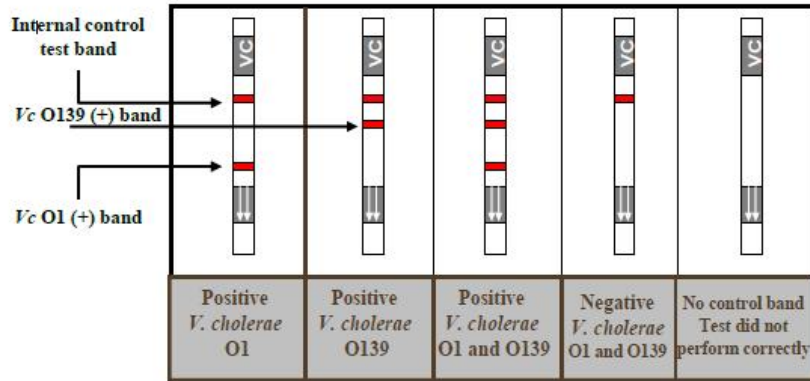 Internal control
test band
Vc O139 (+) band
Vc O1 (+) band
VC
VC
VC
VC
VC
Positive
V. cholerae
O1
Positive
V. cholerae
O139
Positive
V. cholerae
O1 and O139
Negative
V. cholerae
O1 and O139
No control band
Test did not
perform correctly